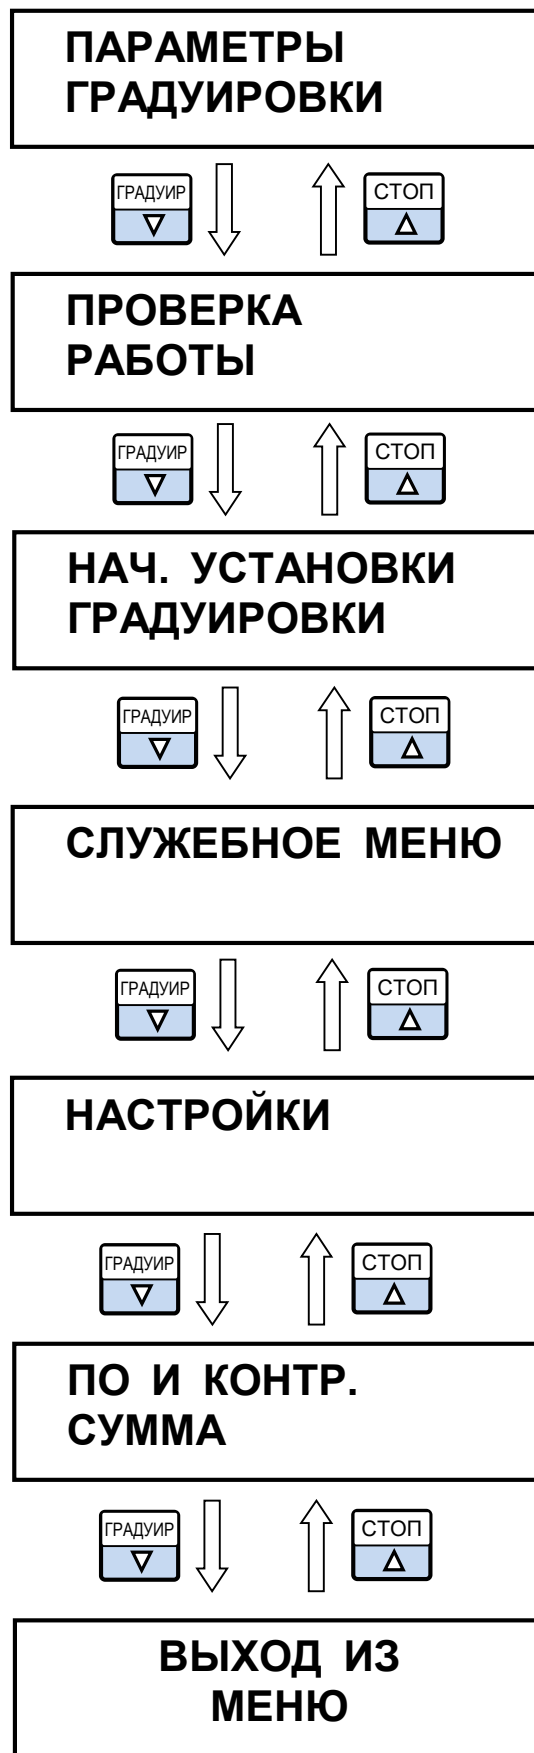 ПАРАМЕТРЫ
ГРАДУИРОВКИ
ГРАДУИР СТОП
ПРОВЕРКА
РАБОТЫ
ГРАДУИР СТОП
НАЧ. УСТАНОВКИ
ГРАДУИРОВКИ
ГРАДУИР СТОП
СЛУЖЕБНОЕ МЕНЮ
ГРАДУИР СТОП
НАСТРОЙКИ
ГРАДУИР СТОП
ПО И КОНТР.
СУММА
ГРАДУИР СТОП
ВЫХОД ИЗ
МЕНЮ